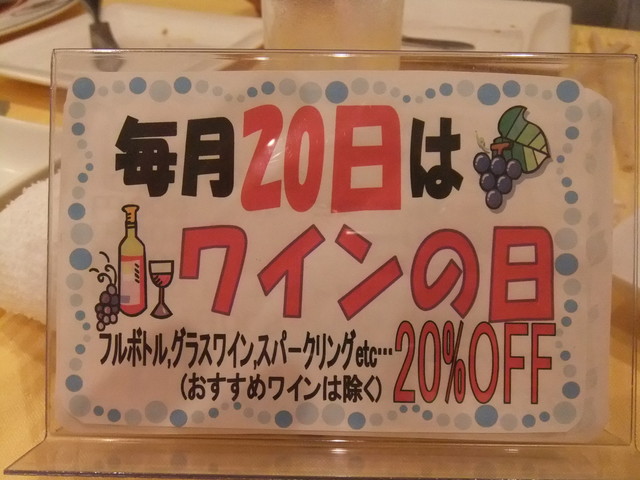 毎月20日は
ワインの日
フルボトル,グラスワイン,スパークリングetc…
(おすすめワインは除く)
20%OFF